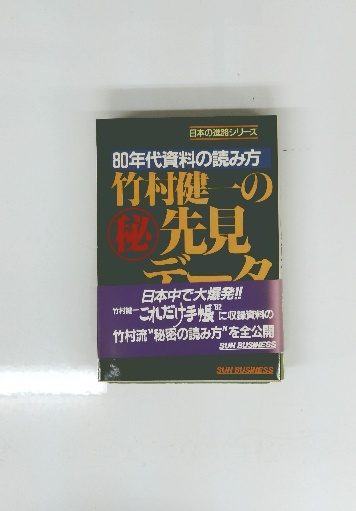 日本の進路シリーズ
80年代資料の読み方
竹村健一の
㊙先見
データ
日本中で大爆発!!
竹村健一これだけ手帳'82に収録資料の
竹村流"秘密の読み方"を全公開
SUN BUSINESS
SUN BUSINESS